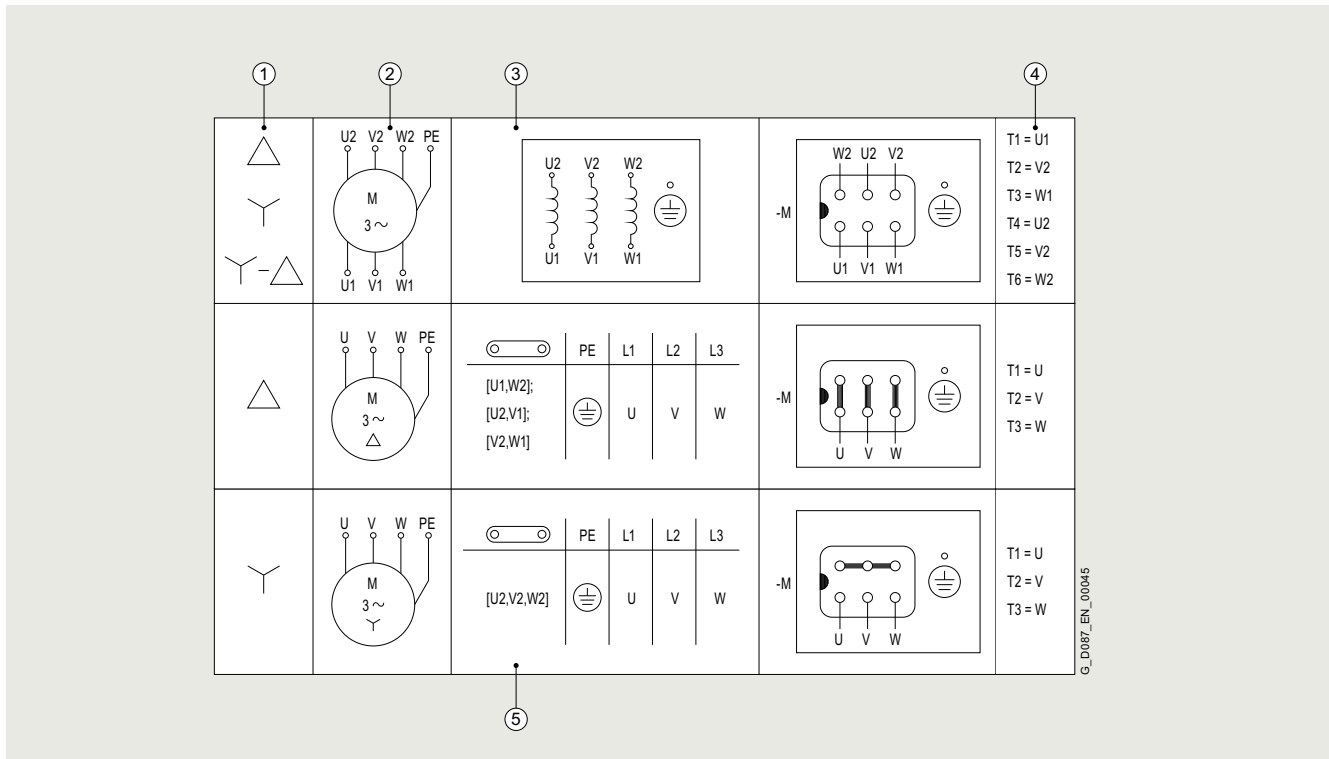 1 2 3 4
U2 V2 W2 PE
M
3~
U1 V1 W1
U2 V2 W2
U1 V1 W1
-M
W2 U2 V2
U1 V1 W1
T1 = U1
T2 = V2
T3 = W1
T4 = U2
T5 = V2
T6 = W2
U V W PE
M
3~
PE L1 L2 L3
[U1,W2];
[U2,V1];
[V2,W1]
U V W
-M
U V W
T1 = U
T2 = V
T3 = W
U V W PE
M
3~
PE L1 L2 L3
[U2,V2,W2] U V W
-M
U V W
T1 = U
T2 = V
T3 = W
5
G_D087_EN_00045